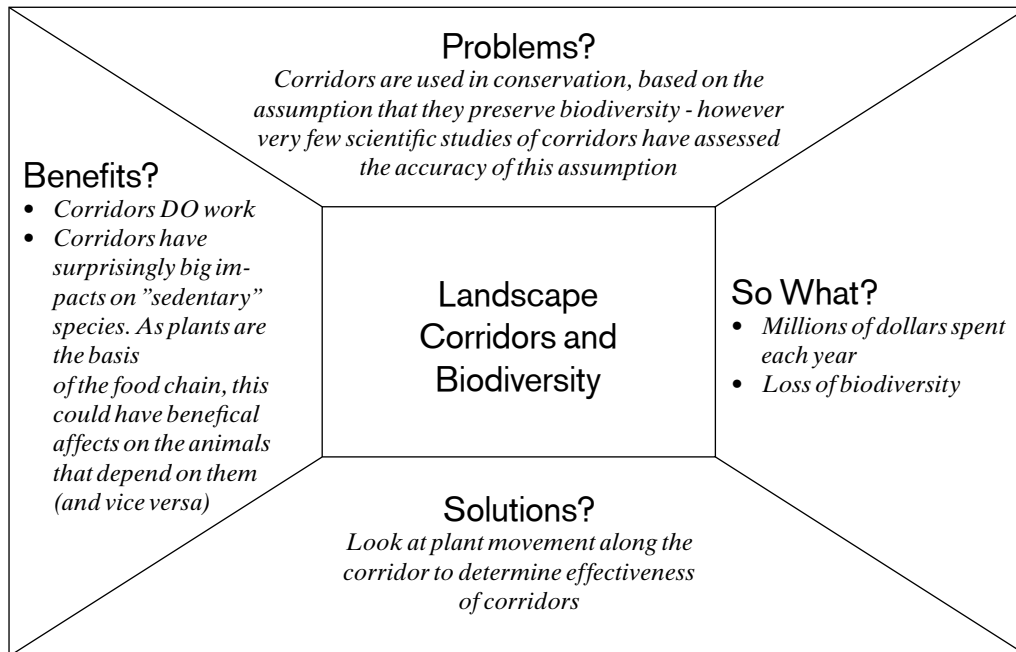 Problems?
Corridors are used in conservation, based on the
assumption that they preserve biodiversity - however
very few scientific studies of corridors have assessed
the accuracy of this assumption
Benefits?
• Corridors DO work
• Corridors have
surprisingly big im-
pacts on ”sedentary”
species. As plants are
the basis
of the food chain, this
could have benefical
affects on the animals
that depend on them
(and vice versa)
Landscape
Corridors and
Biodiversity
So What?
• Millions of dollars spent
each year
• Loss of biodiversity
Solutions?
Look at plant movement along the
corridor to determine effectiveness
of corridors